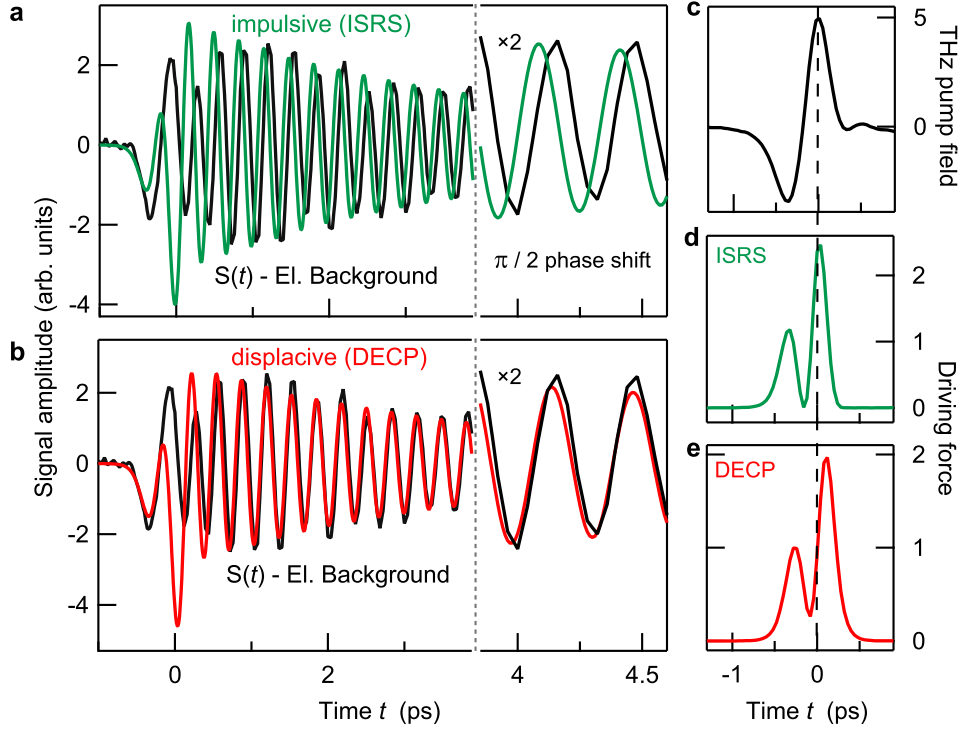 a
impulsive (ISRS)
×2
2
0
-2
-4
S(t) - El. Background
π / 2 phase shift
b
displacive (DECP)
×2
2
0
-2
-4
S(t) - El. Background
Signal amplitude (arb. units)
0
2
4
4.5
Time t (ps)
c
5
0
THz pump field
d
ISRS
2
1
0
e
DECP
2
1
0
Driving force
-1
0
Time t (ps)